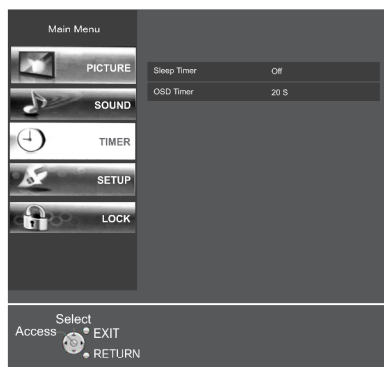 Main Menu
PICTURE
Sleep Timer Off
OSD Timer 20 S
SOUND
TIMER
SETUP
LOCK
Select
Access
EXIT
RETURN